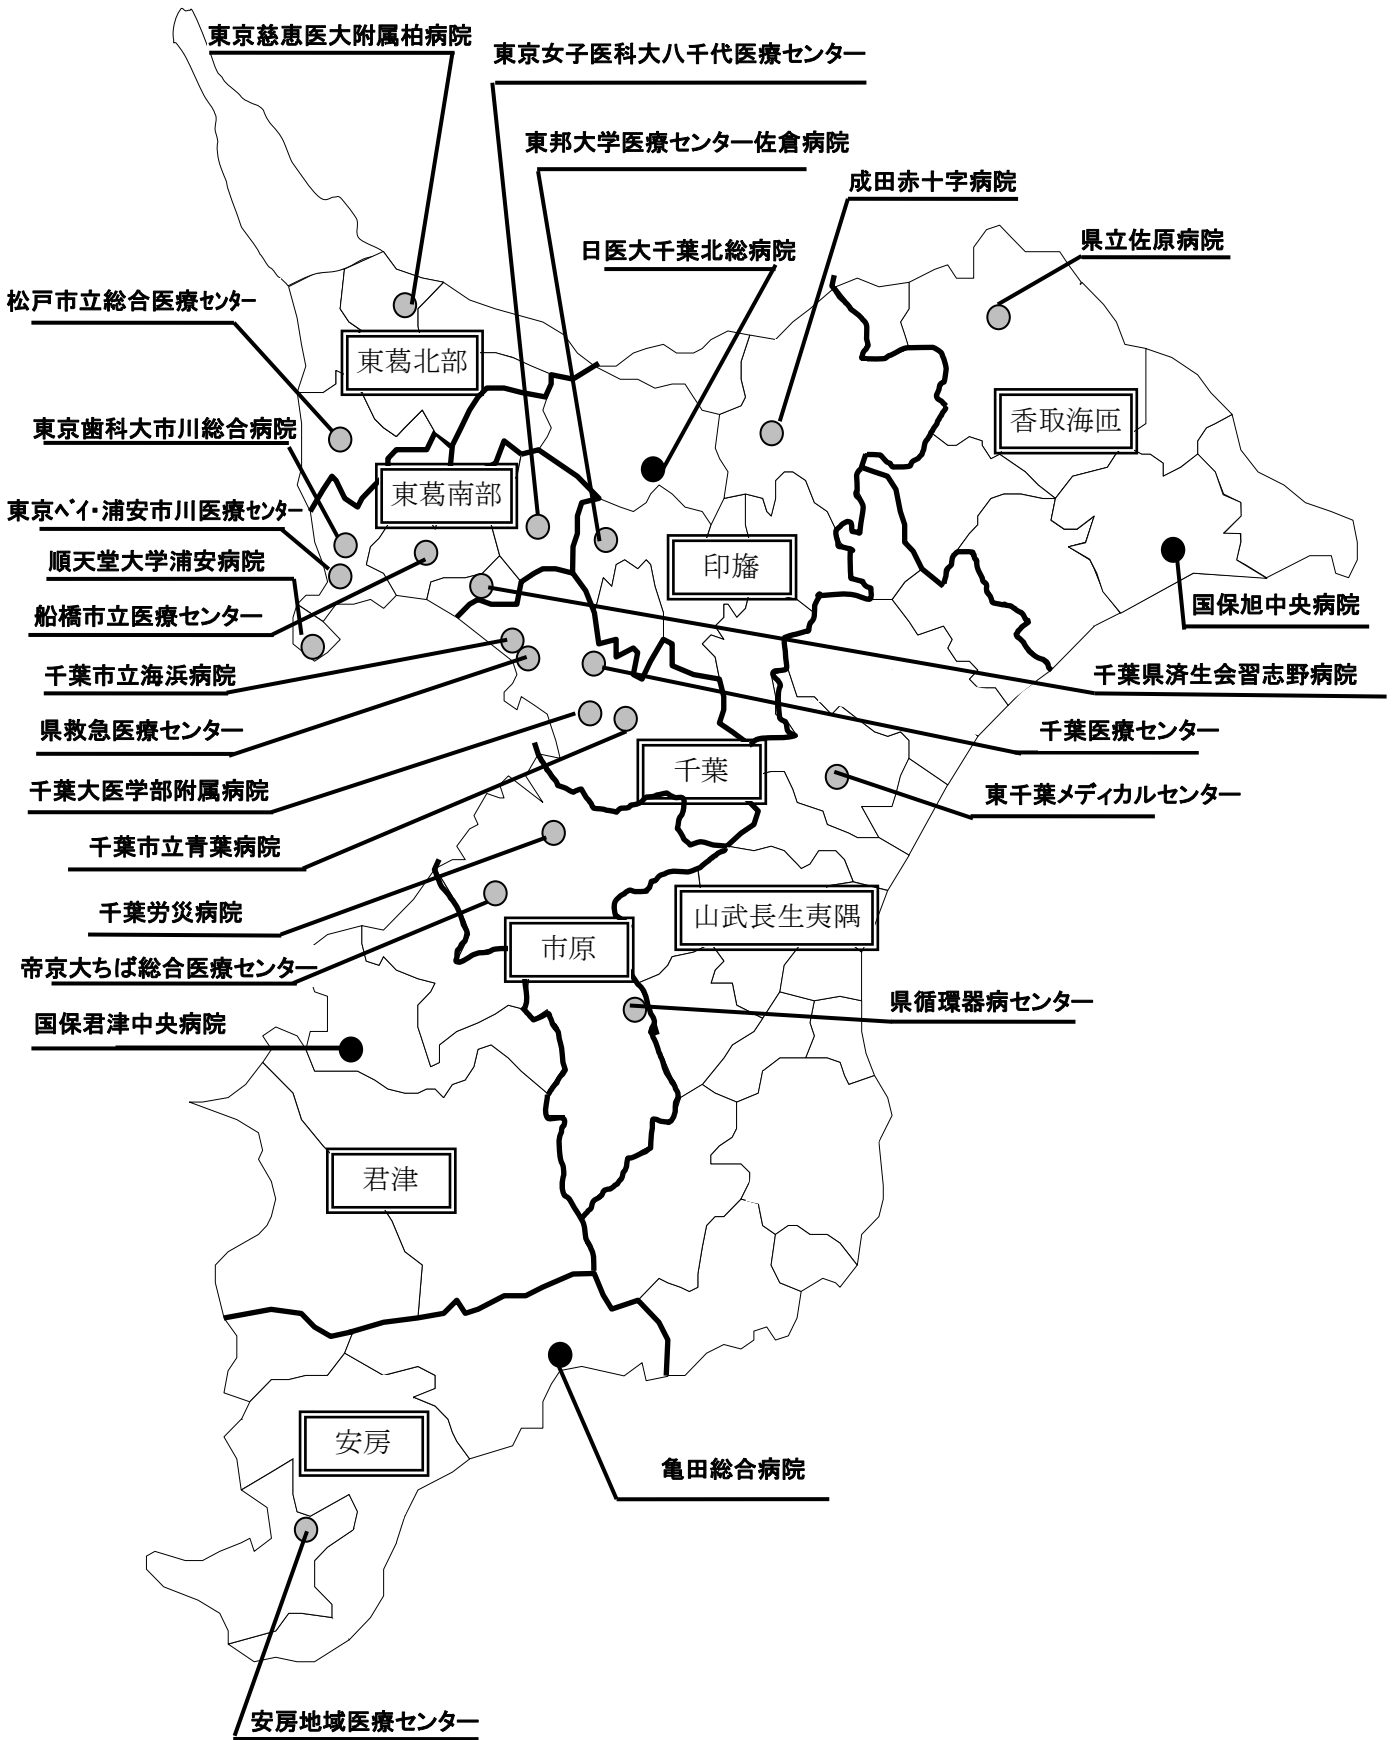 東京慈恵医大附属柏病院
東京女子医科大八千代医療センター
東邦大学医療センター佐倉病院
成田赤十字病院
県立佐原病院
日医大千葉北総病院
松戸市立総合医療センター
東葛北部
香取海匝
東京歯科大市川総合病院
東葛南部
東京ベイ・浦安市川医療センター
順天堂大学浦安病院
印旛
国保旭中央病院
船橋市立医療センター
千葉市立海浜病院
千葉県済生会習志野病院
県救急医療センター
千葉医療センター
千葉
千葉大医学部附属病院
東千葉メディカルセンター
千葉市立青葉病院
千葉労災病院
山武長生夷隅
市原
帝京大ちば総合医療センター
県循環器病センター
国保君津中央病院
君津
安房
亀田総合病院
安房地域医療センター